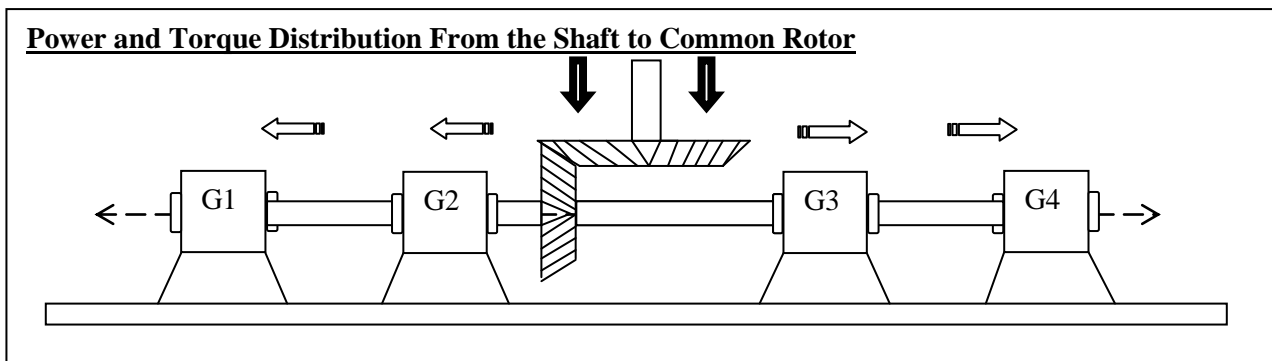 Power and Torque Distribution From the Shaft to Common Rotor
G1 G2 G3 G4